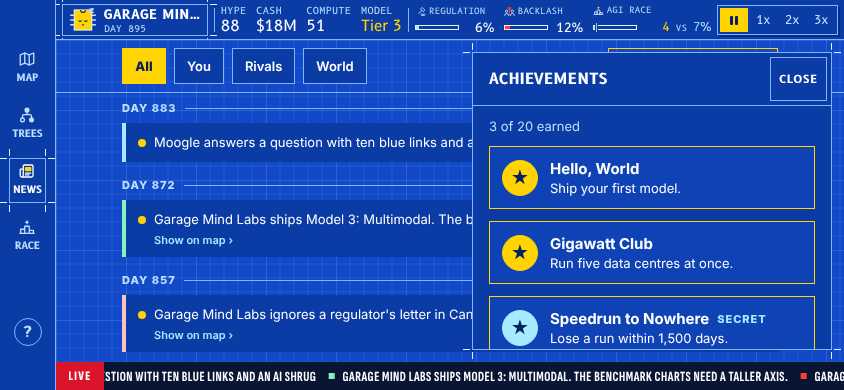 GARAGE MIN...
DAY 895
HYPE
88
CASH
$18M
COMPUTE
51
MODEL
Tier 3
REGULATION
6%
BACKLASH
12%
AGI RACE
4 VS 7%
1x
2x
3x
MAP
TREES
NEWS
RACE
?
All
You
Rivals
World
DAY 883
Moogle answers a question with ten blue links and a
DAY 872
Garage Mind Labs ships Model 3: Multimodal. The b
Show on map ›
DAY 857
Garage Mind Labs ignores a regulator's letter in Can
Show on map ›
ACHIEVEMENTS
CLOSE
3 of 20 earned
Hello, World
Ship your first model.
Gigawatt Club
Run five data centres at once.
Speedrun to Nowhere SECRET
Lose a run within 1,500 days.
LIVE
STION WITH TEN BLUE LINKS AND AN AI SHRUG
GARAGE MIND LABS SHIPS MODEL 3: MULTIMODAL. THE BENCHMARK CHARTS NEED A TALLER AXIS.
GARAG